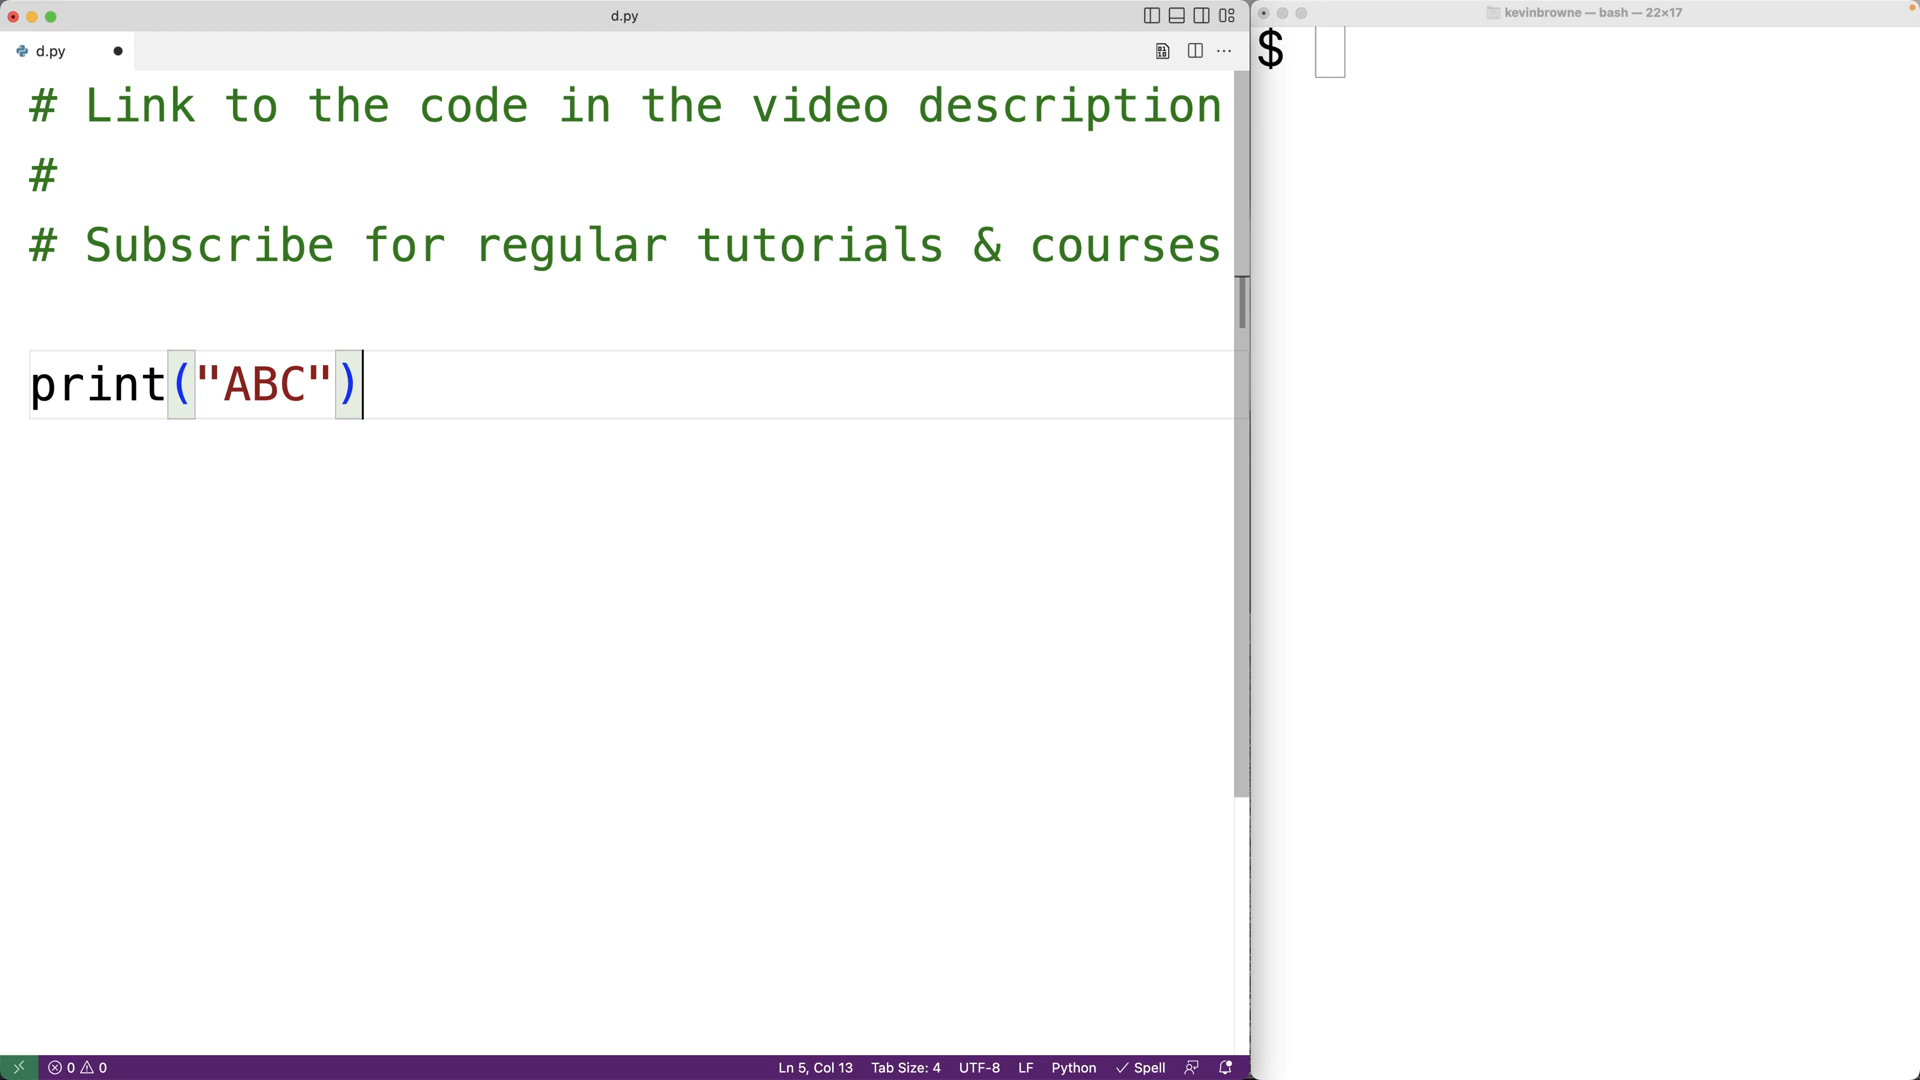 d.py
kevinbrowne — bash — 22×17
d.py
$
# Link to the code in the video description
#
# Subscribe for regular tutorials & courses
print("ABC")
0 0 Ln 5, Col 13 Tab Size: 4 UTF-8 LF Python Spell